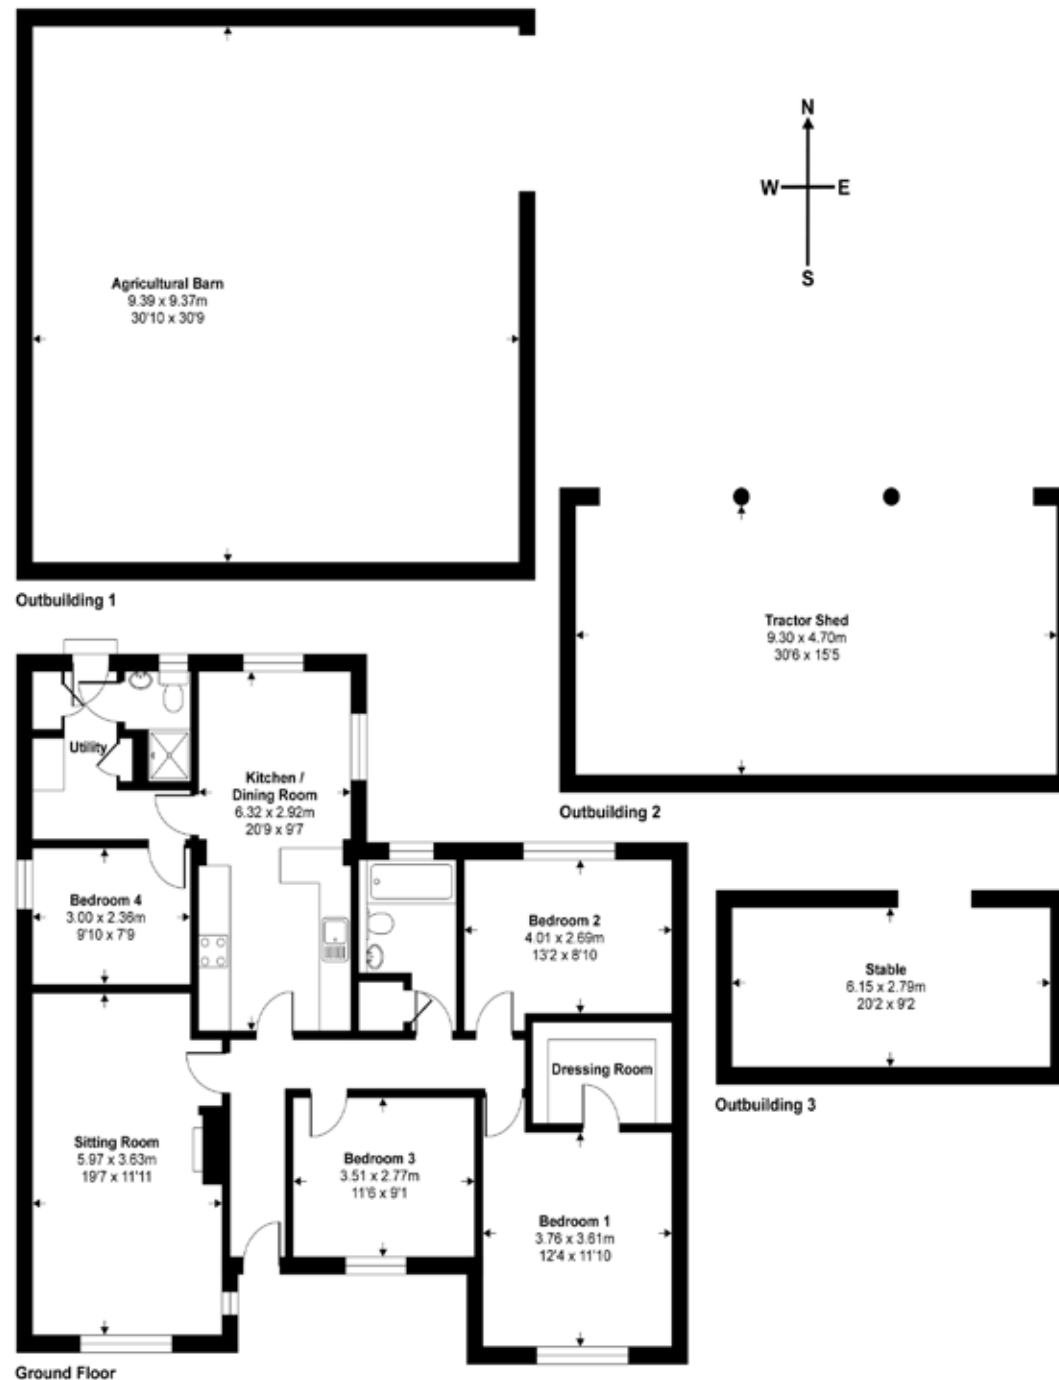 N
W E
S
Agricultural Barn
9.39 x 9.37m
30'10 x 30'9
Outbuilding 1
Tractor Shed
9.30 x 4.70m
30'6 x 15'5
Outbuilding 2
Utility
Kitchen /
Dining Room
6.32 x 2.92m
20'9 x 9'7
Bedroom 4
3.00 x 2.36m
9'10 x 7'9
Bedroom 2
4.01 x 2.69m
13'2 x 8'10
Stable
6.15 x 2.79m
20'2 x 9'2
Outbuilding 3
Dressing Room
Sitting Room
5.97 x 3.63m
19'7 x 11'11
Bedroom 3
3.51 x 2.77m
11'6 x 9'1
Bedroom 1
3.76 x 3.61m
12'4 x 11'10
Ground Floor